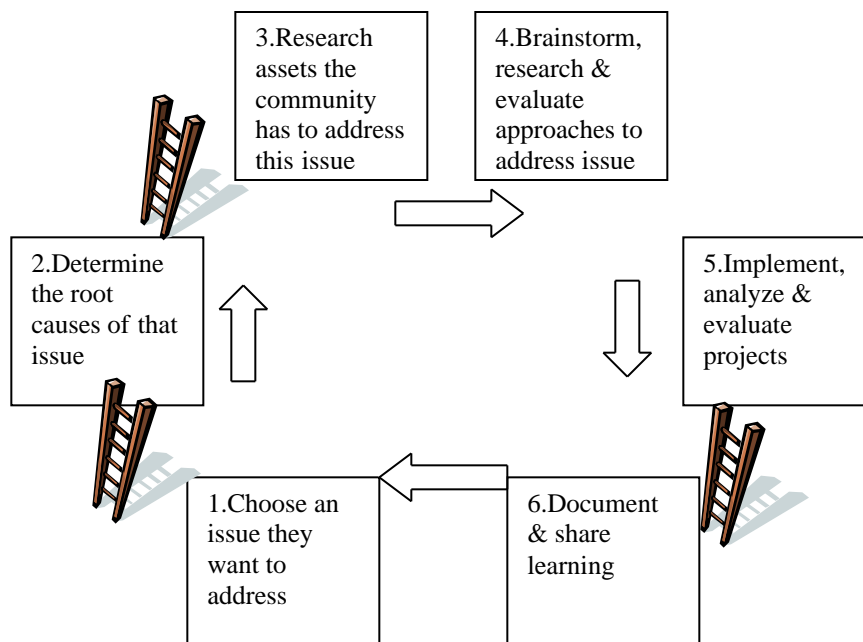 3.Research
assets the
community
has to address
this issue
4.Brainstorm,
research &
evaluate
approaches to
address issue
2.Determine
the root
causes of that
issue
5.Implement,
analyze &
evaluate
projects
1.Choose an
issue they
want to
address
6.Document
& share
learning